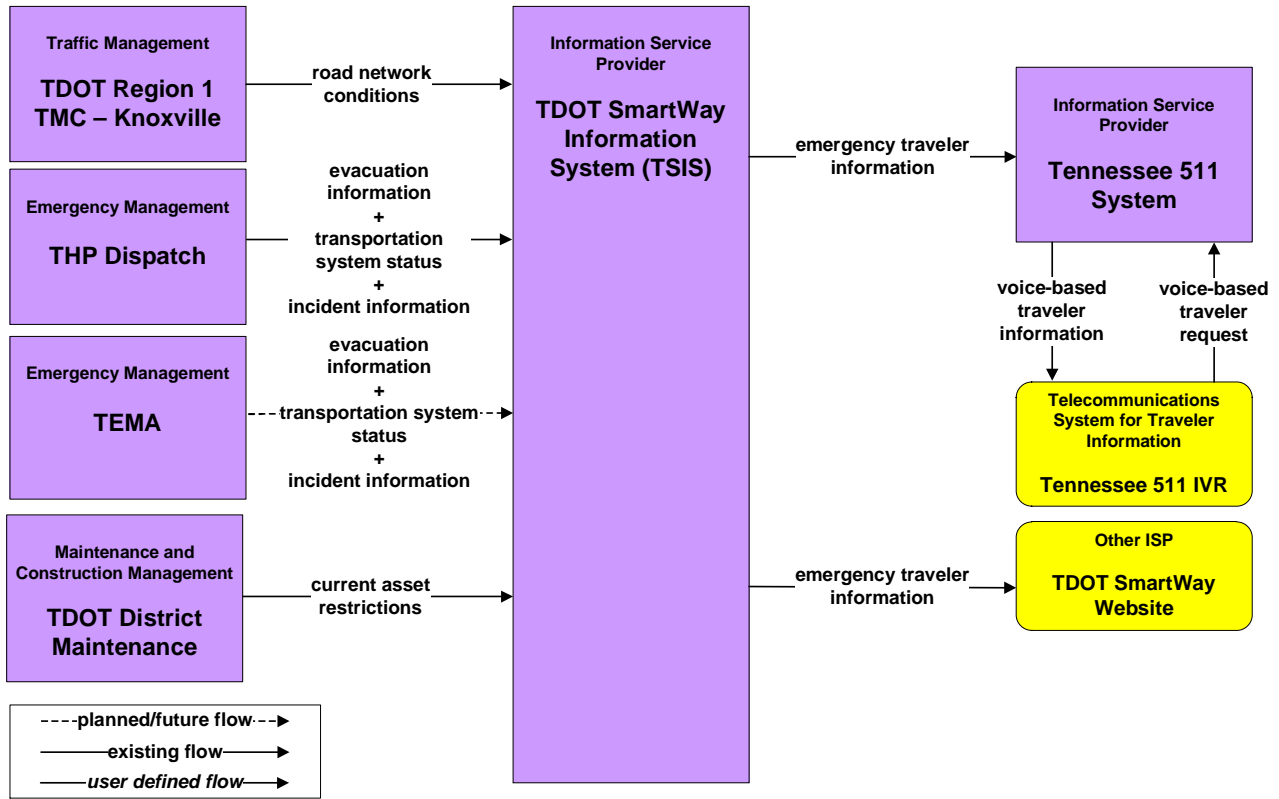 Traffic Management
TDOT Region 1
TMC – Knoxville
road network
conditions
Emergency Management
THP Dispatch
evacuation
information
+
transportation
system status
+
incident information
Emergency Management
TEMA
evacuation
information
+
transportation system
status
+
incident information
Maintenance and
Construction Management
TDOT District
Maintenance
current asset
restrictions
Information Service
Provider
TDOT SmartWay
Information
System (TSIS)
emergency traveler
information
Information Service
Provider
Tennessee 511
System
voice-based
traveler
information
voice-based
traveler
request
Telecommunications
System for Traveler
Information
Tennessee 511 IVR
emergency traveler
information
Other ISP
TDOT SmartWay
Website
planned/future flow
existing flow
user defined flow